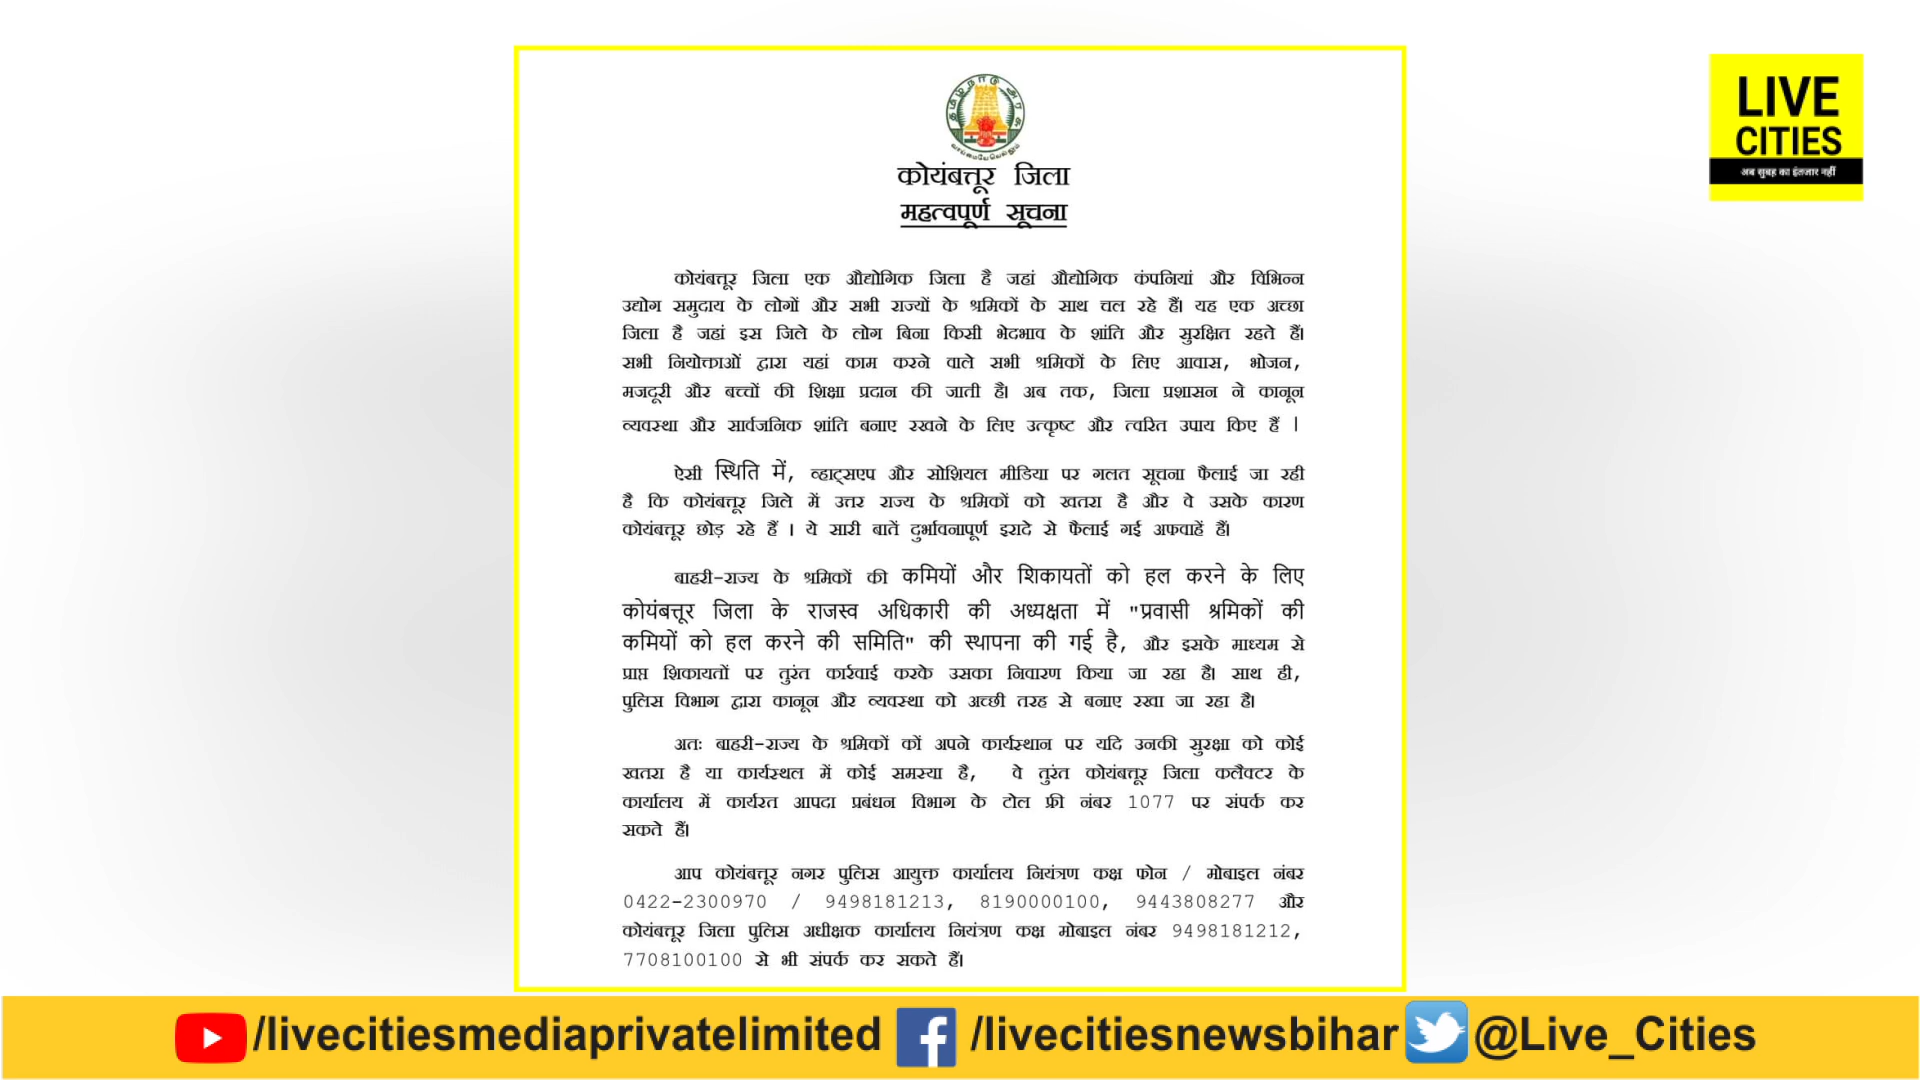 LIVE
CITIES
अब सुबह का इंतजार नहीं
கோயம்
कोयंबत्तूर जिला
महत्वपूर्ण सूचना
कोयंबत्तूर जिला एक औद्योगिक जिला है जहां औद्योगिक कंपनियां और विभिन्न
उद्योग समुदाय के लोगों और सभी राज्यों के श्रमिकों के साथ चल रहे हैं। यह एक अच्छा
जिला है जहां इस जिले के लोग बिना किसी भेदभाव के शांति और सुरक्षित रहते हैं।
सभी नियोक्ताओं द्वारा यहां काम करने वाले सभी श्रमिकों के लिए आवास, भोजन,
मजदूरी और बच्चों की शिक्षा प्रदान की जाती है। अब तक, जिला प्रशासन ने कानून
व्यवस्था और सार्वजनिक शांति बनाए रखने के लिए उत्कृष्ट और त्वरित उपाय किए हैं |
ऐसी स्थिति में, व्हाट्सएप और सोशियल मीडिया पर गलत सूचना फैलाई जा रही
है कि कोयंबत्तूर जिले में उत्तर राज्य के श्रमिकों को खतरा है और वे उसके कारण
कोयंबत्तूर छोड़ रहे हैं । ये सारी बातें दुर्भावनापूर्ण इरादे से फैलाई गई अफवाहें हैं।
बाहरी-राज्य के श्रमिकों की कमियों और शिकायतों को हल करने के लिए
कोयंबत्तूर जिला के राजस्व अधिकारी की अध्यक्षता में "प्रवासी श्रमिकों की
कमियों को हल करने की समिति" की स्थापना की गई है, और इसके माध्यम से
प्राप्त शिकायतों पर तुरंत कार्रवाई करके उसका निवारण किया जा रहा है। साथ ही,
पुलिस विभाग द्वारा कानून और व्यवस्था को अच्छी तरह से बनाए रखा जा रहा है।
अतः बाहरी-राज्य के श्रमिकों कों अपने कार्यस्थान पर यदि उनकी सुरक्षा को कोई
खतरा है या कार्यस्थल में कोई समस्या है, वे तुरंत कोयंबत्तूर जिला कलैक्टर के
कार्यालय में कार्यरत आपदा प्रबंधन विभाग के टोल फ्री नंबर 1077 पर संपर्क कर
सकते हैं।
आप कोयंबत्तूर नगर पुलिस आयुक्त कार्यालय नियंत्रण कक्ष फोन / मोबाइल नंबर
0422-2300970 / 9498181213, 8190000100, 9443808277 और
कोयंबत्तूर जिला पुलिस अधीक्षक कार्यालय नियंत्रण कक्ष मोबाइल नंबर 9498181212,
7708100100 से भी संपर्क कर सकते हैं।
/livecitiesmediaprivatelimited /livecitiesnewsbihar @Live_Cities